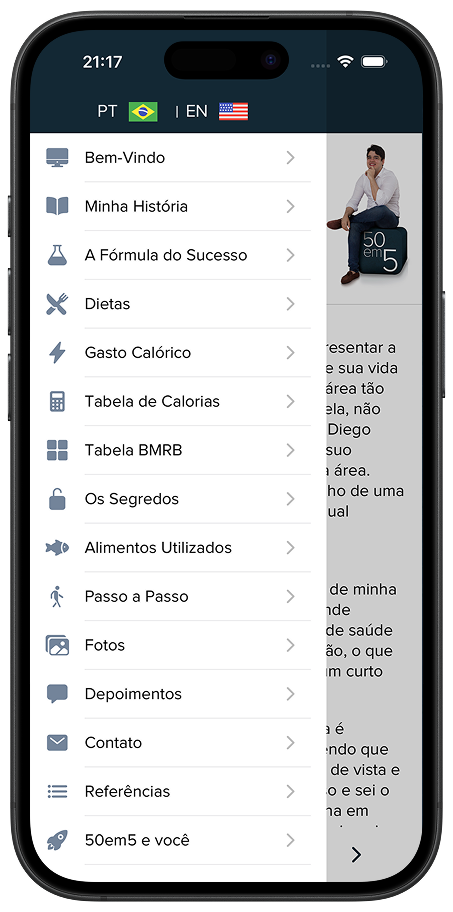 21:17
PT | EN
Bem-Vindo
Minha História
A Fórmula do Sucesso
Dietas
Gasto Calórico
Tabela de Calorias
Tabela BMRB
Os Segredos
Alimentos Utilizados
Passo a Passo
Fotos
Depoimentos
Contato
Referências
50em5 e você
50
em5
resentar a
e sua vida
área tão
ela, não
Diego
suo
a área.
ho de uma
ual
de minha
nde
de saúde
ão, o que
um curto
a é
endo que
de vista e
so e sei o
na em